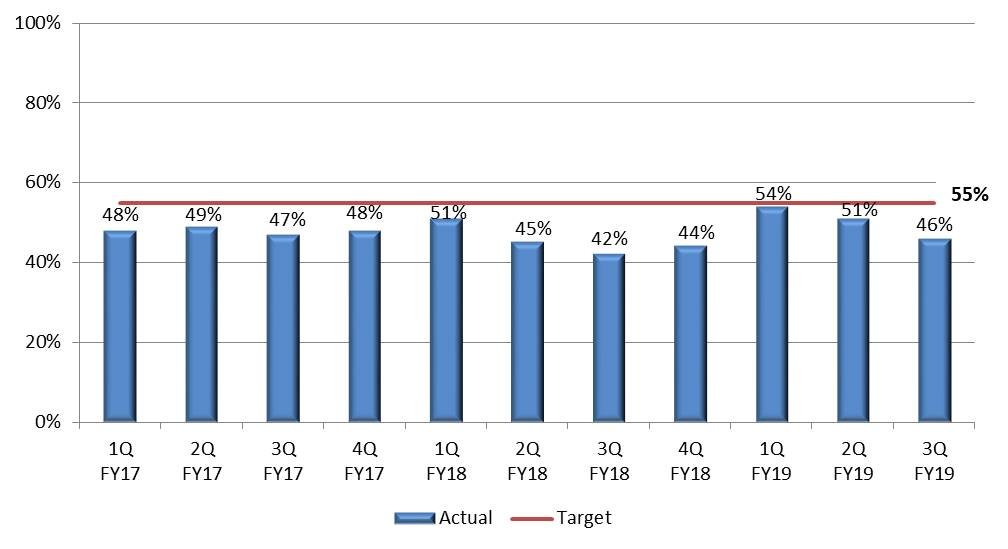 100%
80%
60%
40%
20%
0%
55%
48%
49%
47%
48%
51%
45%
42%
44%
54%
51%
46%
1Q FY17
2Q FY17
3Q FY17
4Q FY17
1Q FY18
2Q FY18
3Q FY18
4Q FY18
1Q FY19
2Q FY19
3Q FY19
Actual
Target